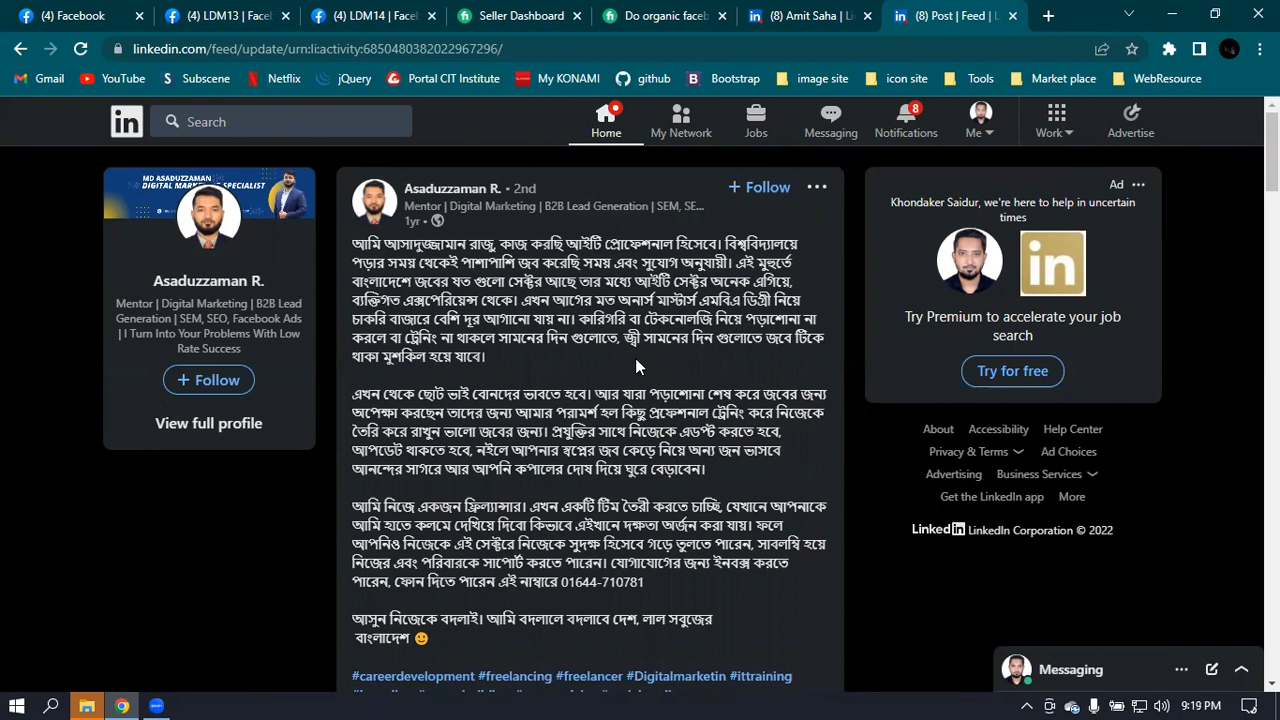 (4) Facebook
(4) LDM13 | Facel
(4) LDM14 | Facel
Seller Dashboard
Do organic facebo
(8) Amit Saha | Li
(8) Post | Feed | L
linkedin.com/feed/update/urn:li:activity:6850480382022967296/
Gmail
YouTube
Subscene
Netflix
jQuery
Portal CIT Institute
My KONAMI
github
Bootstrap
image site
icon site
Tools
Market place
WebResource
in
Search
Home
My Network
Jobs
Messaging
8
Notifications
Me
Work
Advertise
MD ASADUZZAMAN
DIGITAL MARKETING SPECIALIST
Asaduzzaman R.
Mentor | Digital Marketing | B2B Lead
Generation | SEM, SEO, Facebook Ads
| I Turn Into Your Problems With Low
Rate Success
+ Follow
View full profile
Asaduzzaman R. • 2nd
Mentor | Digital Marketing | B2B Lead Generation | SEM, SE...
1yr •
+ Follow
আমি আসাদুজ্জামান রাজু, কাজ করছি আইটি প্রোফেশনাল হিসেবে। বিশ্ববিদ্যালয়ে
পড়ার সময় থেকেই পাশাপাশি জব করেছি সময় এবং সুযোগ অনুযায়ী। এই মুহুর্তে
বাংলাদেশে জবের যত গুলো সেক্টর আছে তার মধ্যে আইটি সেক্টর অনেক এগিয়ে,
ব্যক্তিগত এক্সপেরিয়েন্স থেকে। এখন আগের মত অনার্স মাস্টার্স এমবিএ ডিগ্রী নিয়ে
চাকরি বাজারে বেশি দূর আগানো যায় না। কারিগরি বা টেকনোলজি নিয়ে পড়াশোনা না
করলে বা ট্রেনিং না থাকলে সামনের দিন গুলোতে, জ্বী সামনের দিন গুলোতে জবে টিকে
থাকা মুশকিল হয়ে যাবে।
এখন থেকে ছোট ভাই বোনদের ভাবতে হবে। আর যারা পড়াশোনা শেষ করে জবের জন্য
অপেক্ষা করছেন তাদের জন্য আমার পরামর্শ হল কিছু প্রফেশনাল ট্রেনিং করে নিজেকে
তৈরি করে রাখুন ভালো জবের জন্য। প্রযুক্তির সাথে নিজেকে এডপ্ট করতে হবে,
আপডেট থাকতে হবে, নইলে আপনার স্বপ্নের জব কেড়ে নিয়ে অন্য জন ভাসবে
আনন্দের সাগরে আর আপনি কপালের দোষ দিয়ে ঘুরে বেড়াবেন।
আমি নিজে একজন ফ্রিল্যান্সার। এখন একটি টিম তৈরী করতে চাচ্ছি, যেখানে আপনাকে
আমি হাতে কলমে দেখিয়ে দিবো কিভাবে এইখানে দক্ষতা অর্জন করা যায়। ফলে
আপনিও নিজেকে এই সেক্টরে নিজেকে সুদক্ষ হিসেবে গড়ে তুলতে পারেন, সাবলম্বি হয়ে
নিজের এবং পরিবারকে সাপোর্ট করতে পারেন। যোগাযোগের জন্য ইনবক্স করতে
পারেন, ফোন দিতে পারেন এই নাম্বারে 01644-710781
আসুন নিজেকে বদলাই। আমি বদলালে বদলাবে দেশ, লাল সবুজের
বাংলাদেশ 🙂
#careerdevelopment #freelancing #freelancer #Digitalmarketin #ittraining
Ad
Khondaker Saidur, we're here to help in uncertain
times
in
Try Premium to accelerate your job
search
Try for free
About Accessibility Help Center
Privacy & Terms Ad Choices
Advertising Business Services
Get the LinkedIn app More
LinkedIn LinkedIn Corporation © 2022
Messaging
9:19 PM